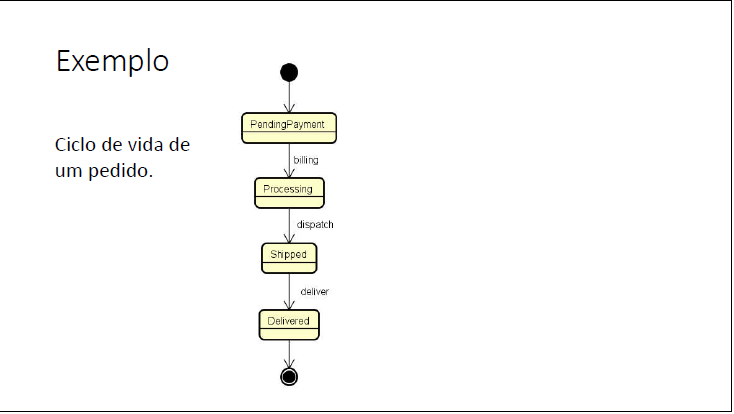 Exemplo
Ciclo de vida de
um pedido.
PendingPayment
billing
Processing
dispatch
Shipped
deliver
Delivered